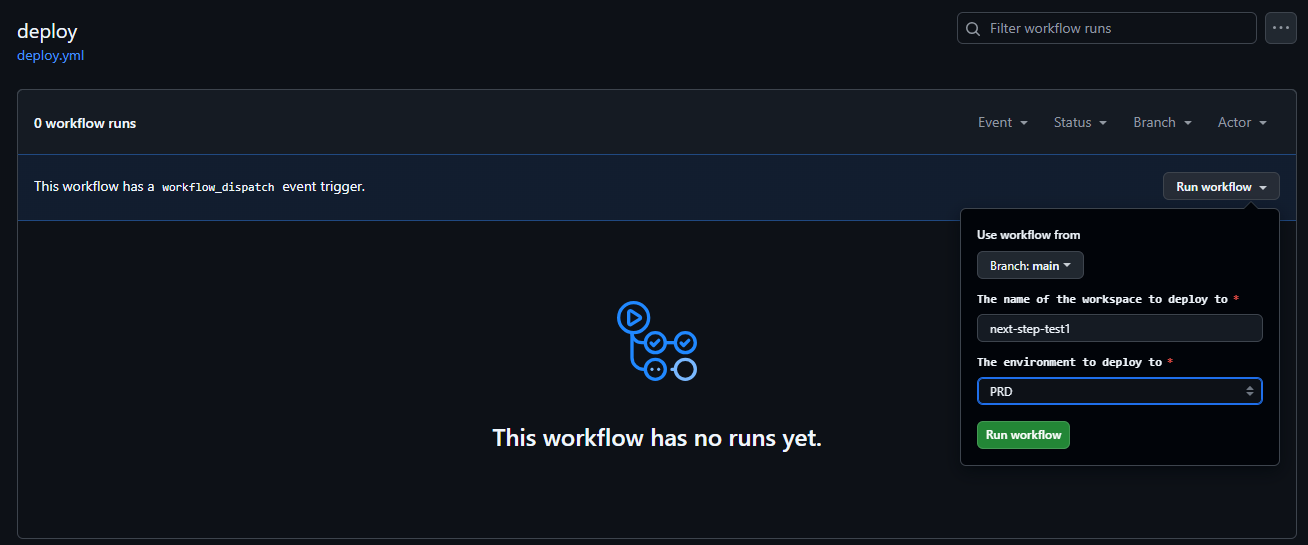 deploy
deploy.yml
Filter workflow runs
0 workflow runs
Event
Status
Branch
Actor
This workflow has a workflow_dispatch event trigger.
Run workflow
Use workflow from
Branch: main
The name of the workspace to deploy to *
next-step-test1
The environment to deploy to *
PRD
Run workflow
This workflow has no runs yet.